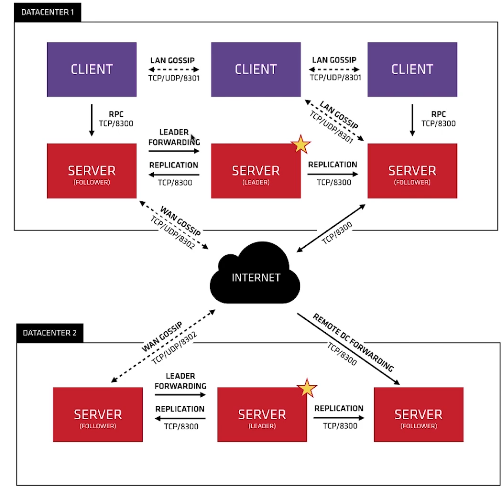 DATACENTER 1
CLIENT
LAN GOSSIP
TCP/UDP/8301
CLIENT
LAN GOSSIP
TCP/UDP/8301
CLIENT
RPC
TCP/8300
LAN GOSSIP
TCP/UDP/8301
RPC
TCP/8300
SERVER
(FOLLOWER)
LEADER
FORWARDING
REPLICATION
TCP/8300
SERVER
(LEADER)
REPLICATION
TCP/8300
SERVER
(FOLLOWER)
WAN GOSSIP
TCP/UDP/8302
TCP/8300
INTERNET
DATACENTER 2
WAN GOSSIP
TCP/UDP/8302
REMOTE DC FORWARDING
TCP/8300
SERVER
(FOLLOWER)
LEADER
FORWARDING
REPLICATION
TCP/8300
SERVER
(LEADER)
REPLICATION
TCP/8300
SERVER
(FOLLOWER)